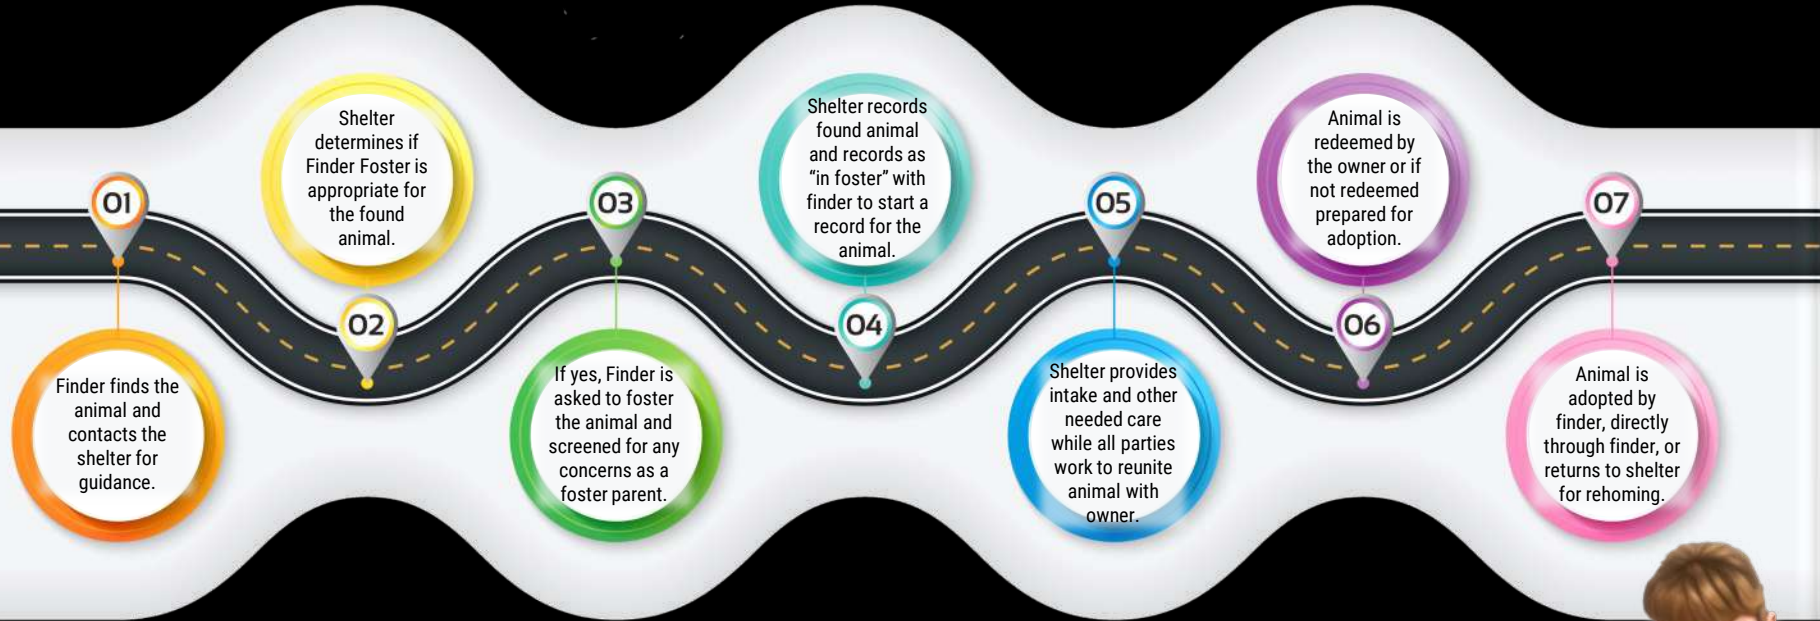 01
Finder finds the
animal and
contacts the
shelter for
guidance.
Shelter
determines if
Finder Foster is
appropriate for
the found
animal.
02
03
If yes, Finder is
asked to foster
the animal and
screened for any
concerns as a
foster parent.
Shelter records
found animal
and records as
“in foster” with
finder to start a
record for the
animal.
04
05
Shelter provides
intake and other
needed care
while all parties
work to reunite
animal with
owner.
Animal is
redeemed by
the owner or if
not redeemed
prepared for
adoption.
06
07
Animal is
adopted by
finder, directly
through finder, or
returns to shelter
for rehoming.